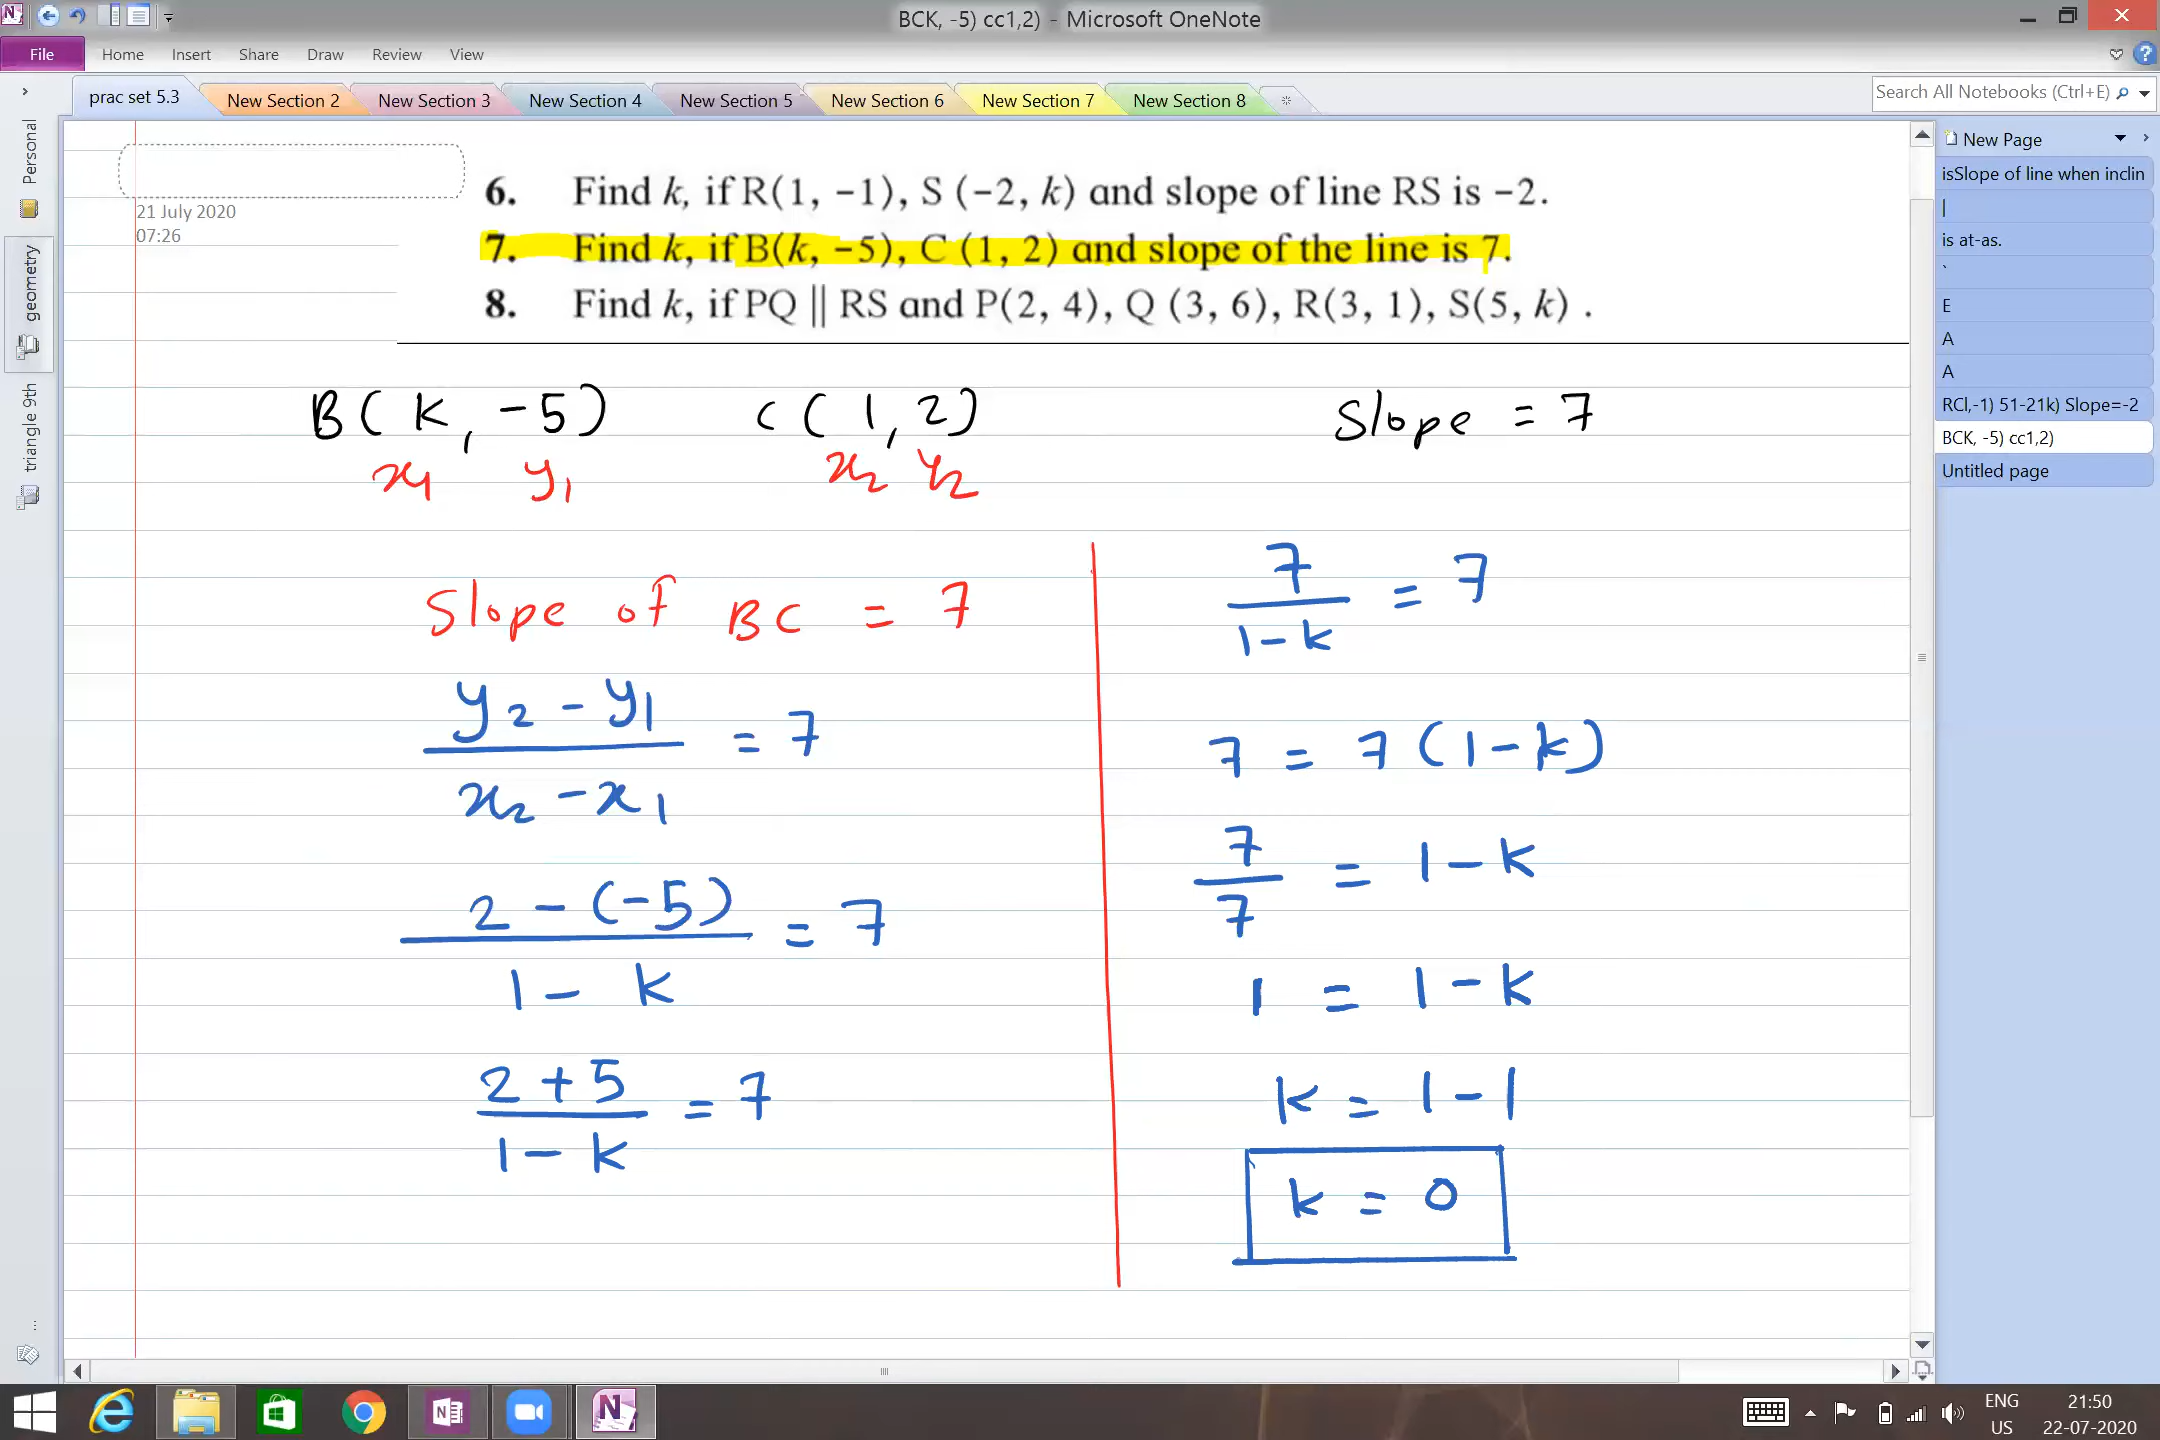 BCK, -5) cc1,2) - Microsoft OneNote
File Home Insert Share Draw Review View
prac set 5.3 New Section 2 New Section 3 New Section 4 New Section 5 New Section 6 New Section 7 New Section 8
Search All Notebooks (Ctrl+E)
Personal
geometry
triangle 9th
21 July 2020
07:26
6. Find k, if R(1, -1), S (-2, k) and slope of line RS is -2.
7. Find k, if B(k, -5), C (1, 2) and slope of the line is 7.
8. Find k, if PQ || RS and P(2, 4), Q (3, 6), R(3, 1), S(5, k) .
B( K, -5) C( 1, 2) Slope = 7
x1 y1 x2 y2
Slope of BC = 7
y2 - y1 = 7
x2 - x1
2 - (-5) = 7
1 - k
2 + 5 = 7
1 - k
7 = 7
1 - k
7 = 7 (1 - k)
7 = 1 - k
7
1 = 1 - k
k = 1 - 1
k = 0
New Page
isSlope of line when inclin
|
is at-as.
`
E
A
A
RCl,-1) 51-21k) Slope=-2
BCK, -5) cc1,2)
Untitled page
ENG
US
21:50
22-07-2020